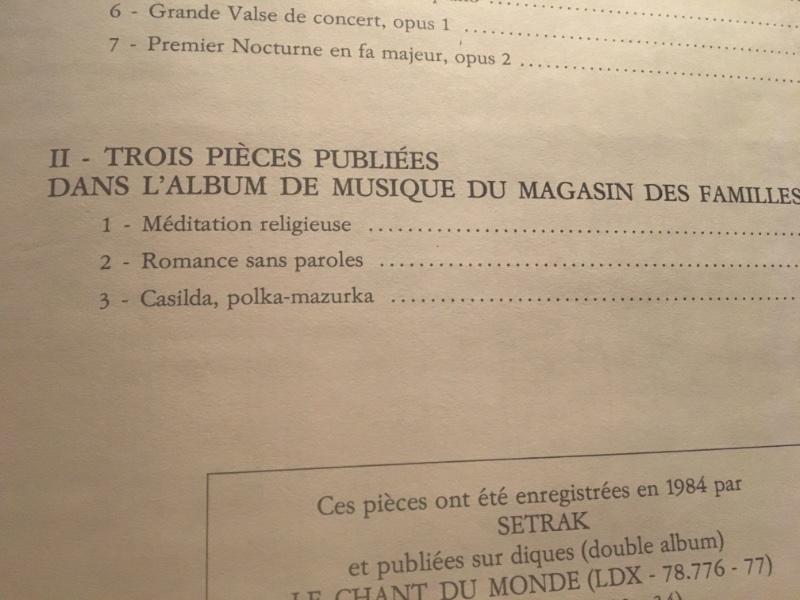 6 - Grande Valse de concert, opus 1 ........................
7 - Premier Nocturne en fa majeur, opus 2 ........................
II - TROIS PIÈCES PUBLIÉES
DANS L'ALBUM DE MUSIQUE DU MAGASIN DES FAMILLES
1 - Méditation religieuse ........................
2 - Romance sans paroles ........................
3 - Casilda, polka-mazurka ........................
Ces pièces ont été enregistrées en 1984 par
SETRAK
et publiées sur diques (double album)
LE CHANT DU MONDE (LDX - 78.776 - 77)